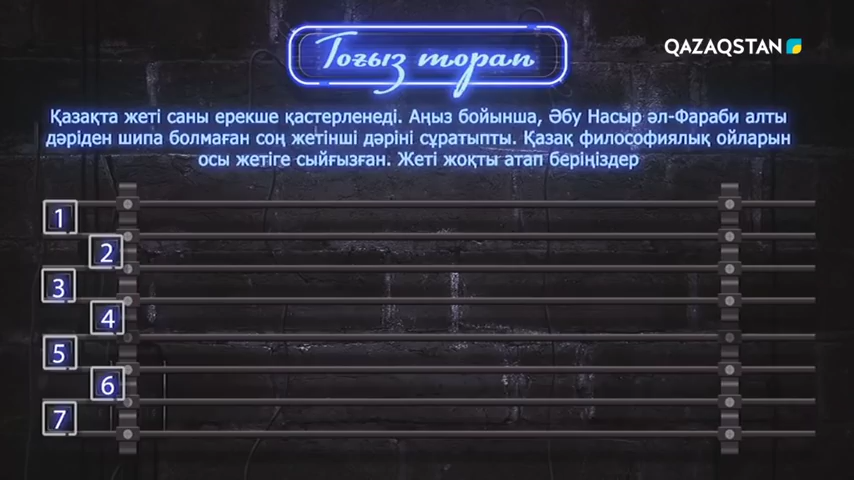 Тоғыз торап
QAZAQSTAN
Қазақта жеті саны ерекше қастерленеді. Аңыз бойынша, Әбу Насыр әл-Фараби алты
дәріден шипа болмаған соң жетінші дәріні сұратыпты. Қазақ философиялық ойларын
осы жетіге сыйғызған. Жеті жоқты атап беріңіздер
1
2
3
4
5
6
7